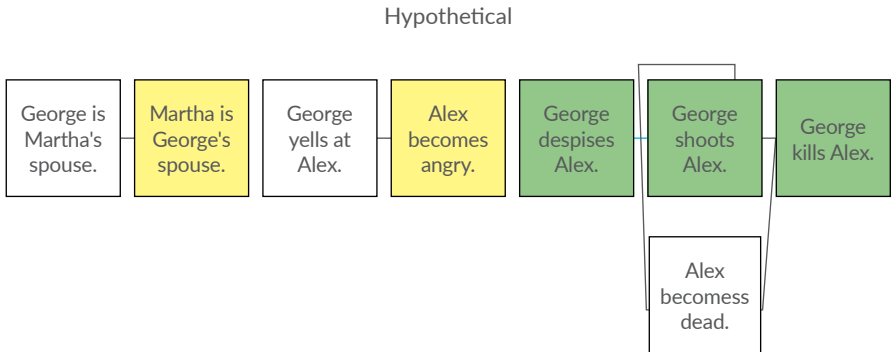 Hypothetical
George is
Martha's
spouse.
Martha is
George's
spouse.
George
yells at
Alex.
Alex
becomes
angry.
George
despises
Alex.
George
shoots
Alex.
George
kills Alex.
Alex
becomess
dead.